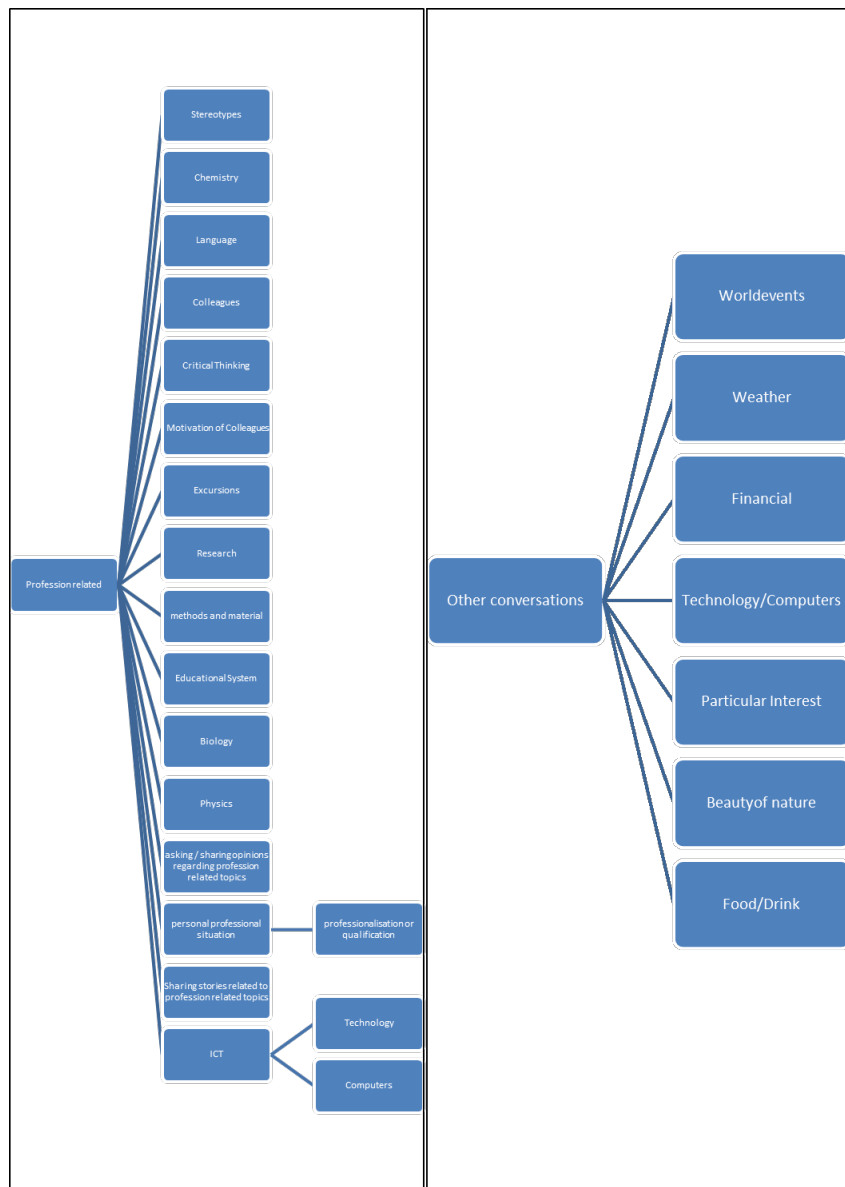 Stereotypes
Chemistry
Language
Colleagues
Critical Thinking
Motivation of Colleagues
Excursions
Research
Profession related
methods and material
Educational System
Biology
Physics
asking / sharing opinions
regarding profession
related topics
personal professional
situation
professionalisation or
qualification
Sharing stories related to
profession related topics
ICT
Technology
Computers
Other conversations
Worldevents
Weather
Financial
Technology/Computers
Particular Interest
Beautyof nature
Food/Drink